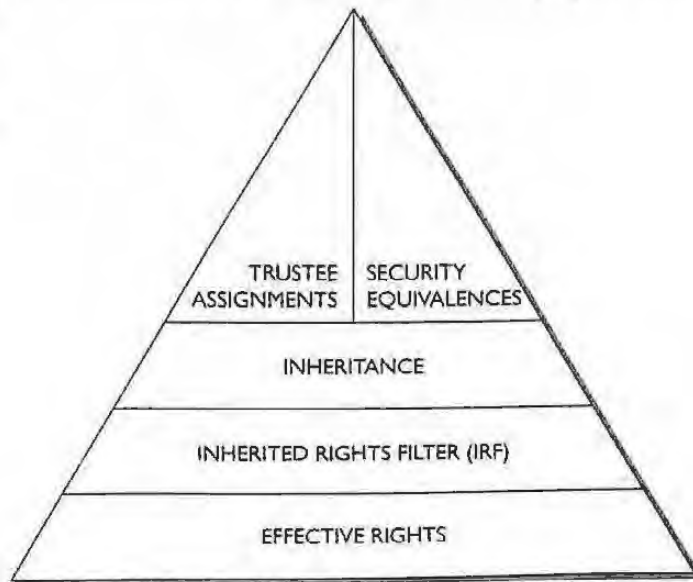 TRUSTEE
ASSIGNMENTS
SECURITY
EQUIVALENCES
INHERITANCE
INHERITED RIGHTS FILTER (IRF)
EFFECTIVE RIGHTS